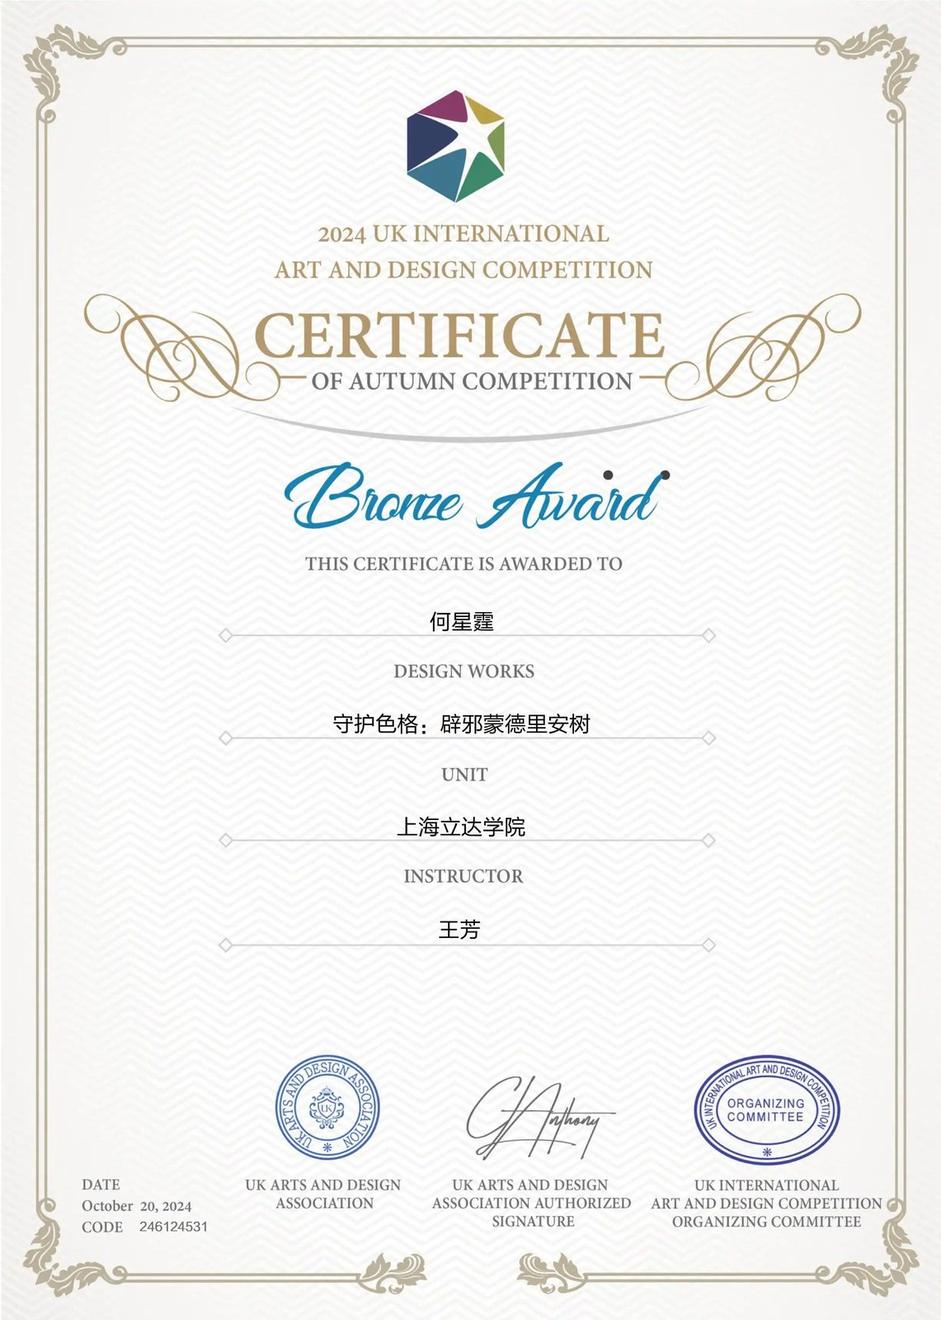 2024 UK INTERNATIONAL
ART AND DESIGN COMPETITION
CERTIFICATE
OF AUTUMN COMPETITION
Bronze Award
THIS CERTIFICATE IS AWARDED TO
何星霆
DESIGN WORKS
守护色格：辟邪蒙德里安树
UNIT
上海立达学院
INSTRUCTOR
王芳
UK ARTS AND DESIGN ASSOCIATION
UK
G Anthony
UK INTERNATIONAL ART AND DESIGN COMPETITION
ORGANIZING
COMMITTEE
DATE
October 20, 2024
CODE 246124531
UK ARTS AND DESIGN
ASSOCIATION
UK ARTS AND DESIGN
ASSOCIATION AUTHORIZED
SIGNATURE
UK INTERNATIONAL
ART AND DESIGN COMPETITION
ORGANIZING COMMITTEE